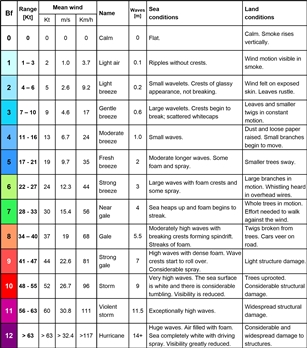 Bf Range [Kt] Mean wind Name Waves [m] Sea conditions Land conditions
Kt m/s Km/h
0 0 0 0 0 Calm 0 Flat. Calm. Smoke rises
vertically.
1 1 – 3 2 1.0 3.7 Light air 0.1 Ripples without crests. Wind motion visible in
smoke.
2 4 – 6 5 2.6 9.2 Light breeze 0.2 Small wavelets. Crests of glassy
appearance, not breaking. Wind felt on exposed
skin. Leaves rustle.
3 7 – 10 9 4.6 17 Gentle breeze 0.6 Large wavelets. Crests begin to
break; scattered whitecaps Leaves and smaller
twigs in constant
motion.
4 11 - 16 13 6.7 24 Moderate breeze 1.0 Small waves. Dust and loose paper
raised. Small branches
begin to move.
5 17 - 21 19 9.7 35 Fresh breeze 2 Moderate longer waves. Some
foam and spray. Smaller trees sway.
6 22 - 27 24 12.3 44 Strong breeze 3 Large waves with foam crests and
some spray. Large branches in
motion. Whistling heard
in overhead wires.
7 28 – 33 30 15.4 56 Near gale 4 Sea heaps up and foam begins to
streak. Whole trees in motion.
Effort needed to walk
against the wind.
8 34 – 40 37 19 68 Gale 5.5 Moderately high waves with
breaking crests forming spindrift.
Streaks of foam. Twigs broken from
trees. Cars veer on
road.
9 41 - 47 44 22.6 81 Strong gale 7 High waves with dense foam. Wave
crests start to roll over.
Considerable spray. Light structure damage.
10 48 - 55 52 26.7 96 Storm 9 Very high waves. The sea surface
is white and there is considerable
tumbling. Visibility is reduced. Trees uprooted.
Considerable structural
damage.
11 56 - 63 60 30.8 111 Violent storm 11.5 Exceptionally high waves. Widespread structural
damage.
12 > 63 > 63 > 32.4 >117 Hurricane 14+ Huge waves. Air filled with foam.
Sea completely white with driving
spray. Visibility greatly reduced. Considerable and
widespread damage to
structures.